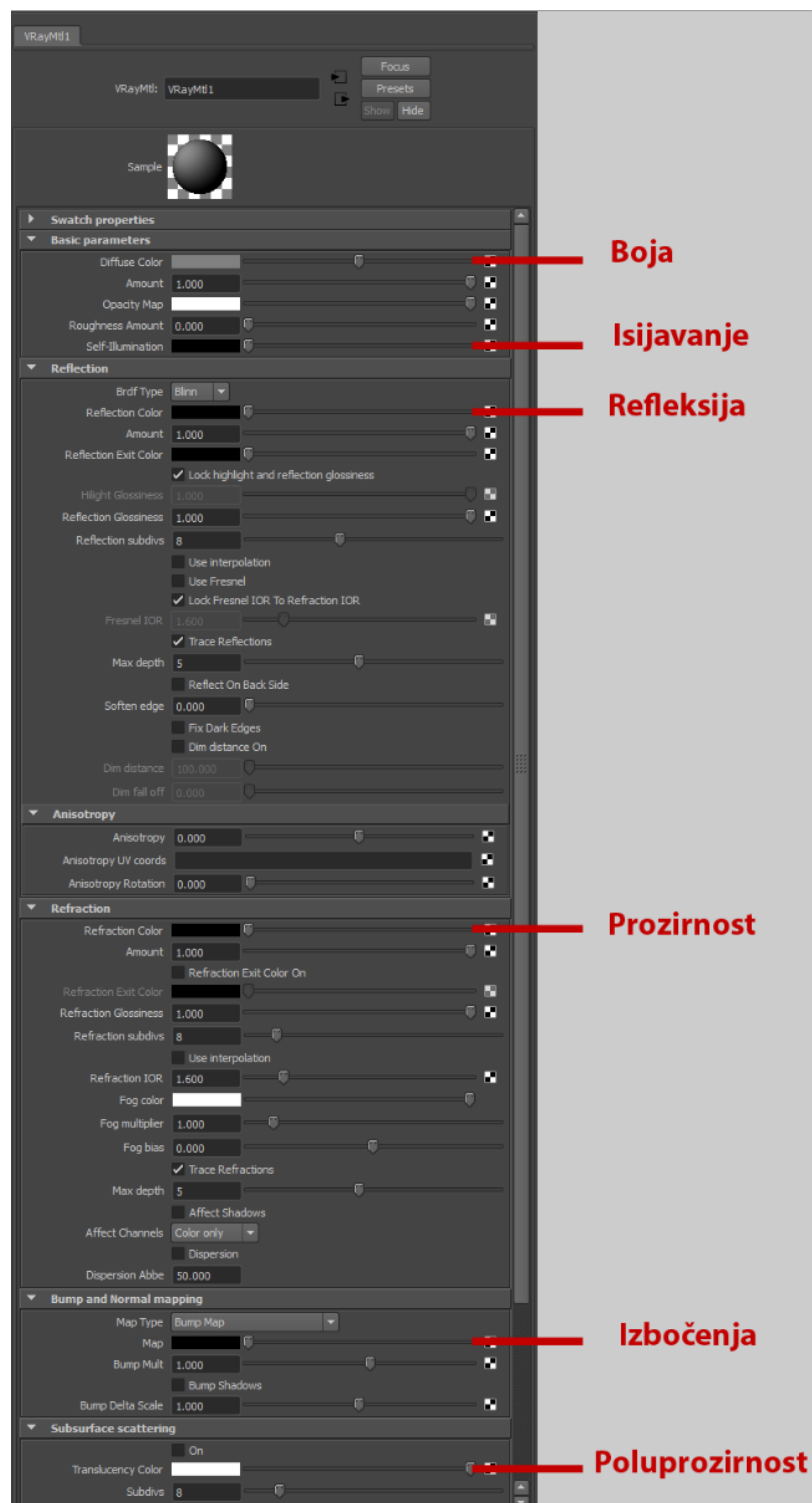 VRayMtl1
Focus
VRayMtl: VRayMtl1
Presets
Show Hide
Sample
Swatch properties
Basic parameters
Diffuse Color Boja
Amount 1.000
Opacity Map
Roughness Amount 0.000
Self-Illumination Isijavanje
Reflection
Brdf Type Blinn
Reflection Color Refleksija
Amount 1.000
Reflection Exit Color
Lock highlight and reflection glossiness
Hilight Glossiness 1.000
Reflection Glossiness 1.000
Reflection subdivs 8
Use interpolation
Use Fresnel
Lock Fresnel IOR To Refraction IOR
Fresnel IOR 1.600
Trace Reflections
Max depth 5
Reflect On Back Side
Soften edge 0.000
Fix Dark Edges
Dim distance On
Dim distance 100.000
Dim fall off 0.000
Anisotropy
Anisotropy 0.000
Anisotropy UV coords
Anisotropy Rotation 0.000
Refraction
Refraction Color Prozirnost
Amount 1.000
Refraction Exit Color On
Refraction Exit Color
Refraction Glossiness 1.000
Refraction subdivs 8
Use interpolation
Refraction IOR 1.600
Fog color
Fog multiplier 1.000
Fog bias 0.000
Trace Refractions
Max depth 5
Affect Shadows
Affect Channels Color only
Dispersion
Dispersion Abbe 50.000
Bump and Normal mapping
Map Type Bump Map
Map Izbočenja
Bump Mult 1.000
Bump Shadows
Bump Delta Scale 1.000
Subsurface scattering
On
Translucency Color Poluprozirnost
Subdivs 8